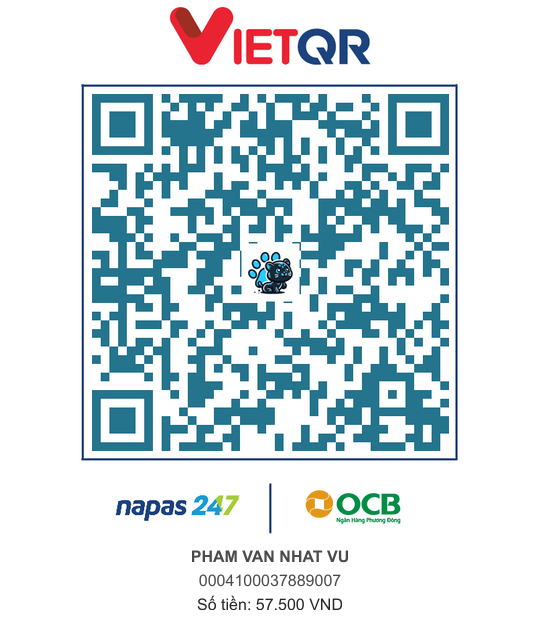 VIETQR
napas 247
OCB
Ngân Hàng Phương Đông
PHAM VAN NHAT VU
0004100037889007
Số tiền: 57.500 VND